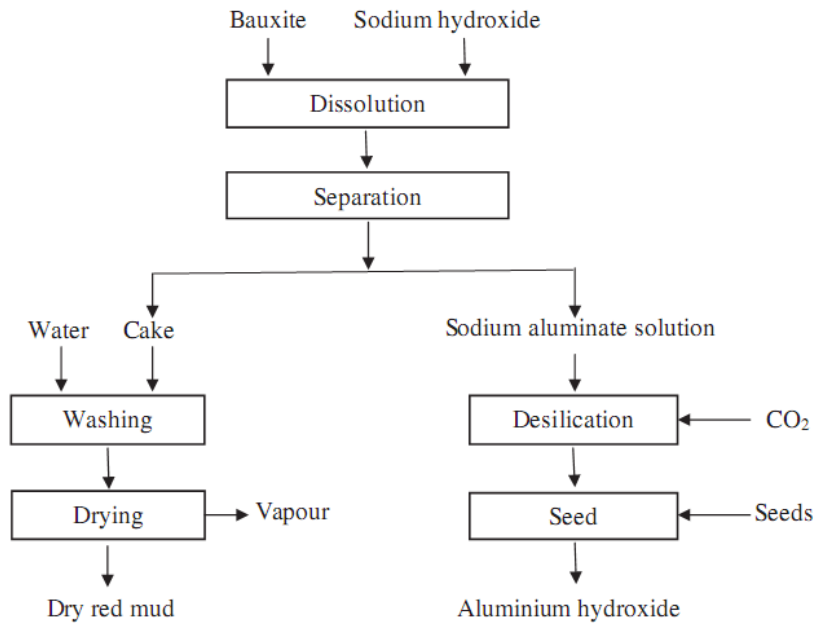 Bauxite Sodium hydroxide
Dissolution
Separation
Water Cake Sodium aluminate solution
Washing Desilication CO₂
Drying Vapour Seed Seeds
Dry red mud Aluminium hydroxide